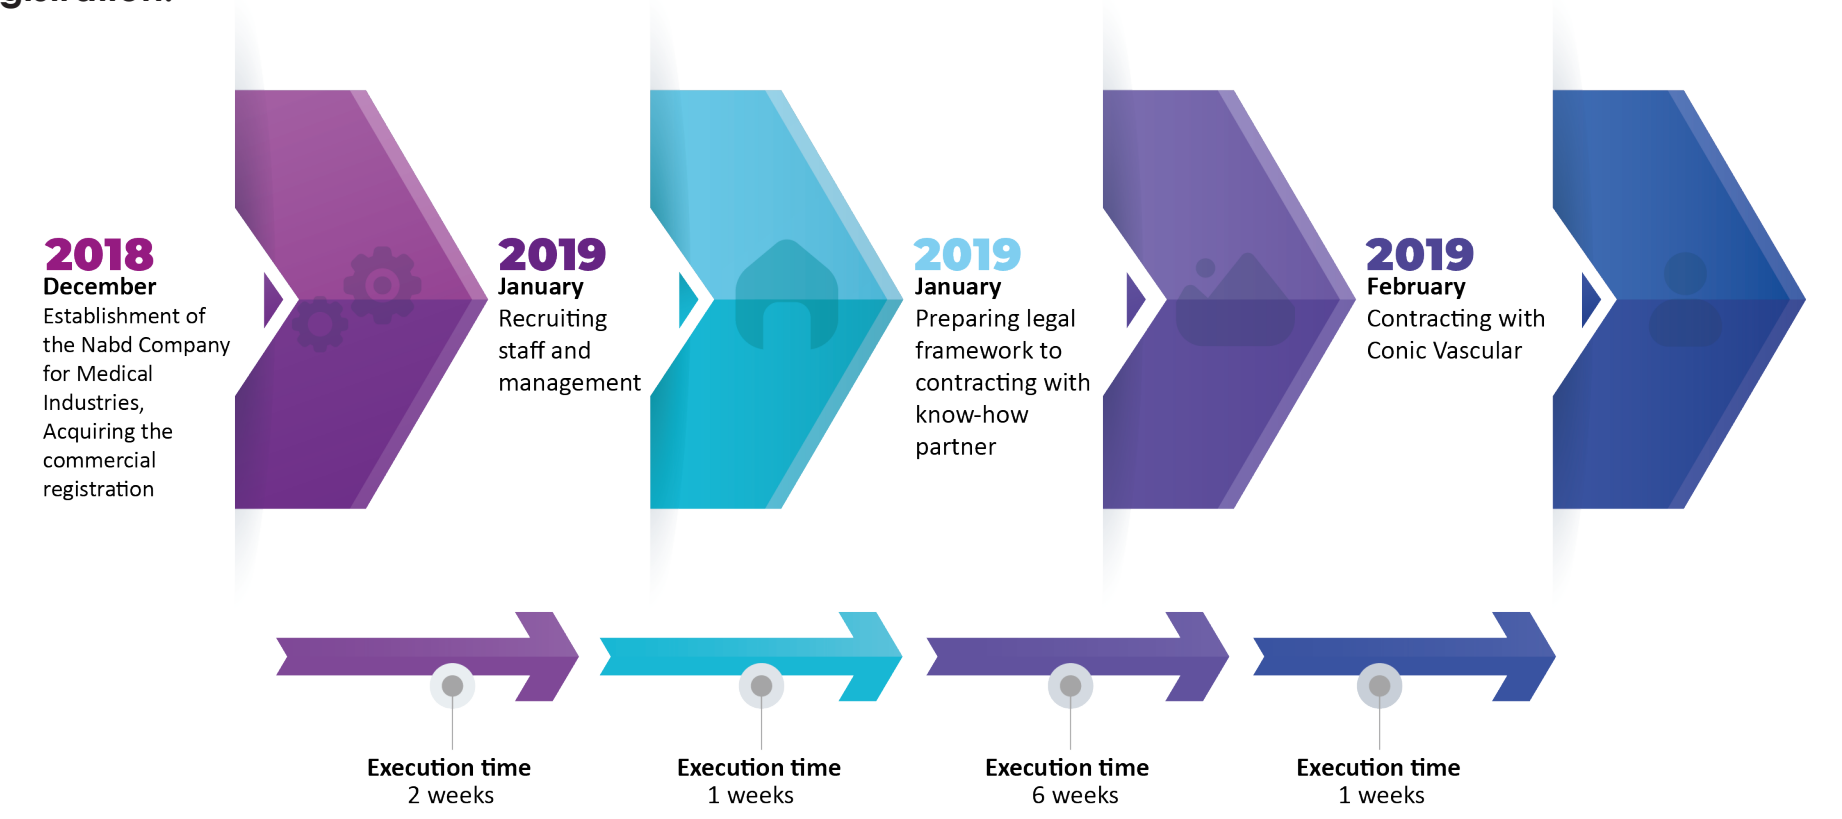 2018
December
Establishment of
the Nabd Company
for Medical
Industries,
Acquiring the
commercial
registration
2019
January
Recruiting
staff and
management
2019
January
Preparing legal
framework to
contracting with
know-how
partner
2019
February
Contracting with
Conic Vascular
Execution time
2 weeks
Execution time
1 weeks
Execution time
6 weeks
Execution time
1 weeks